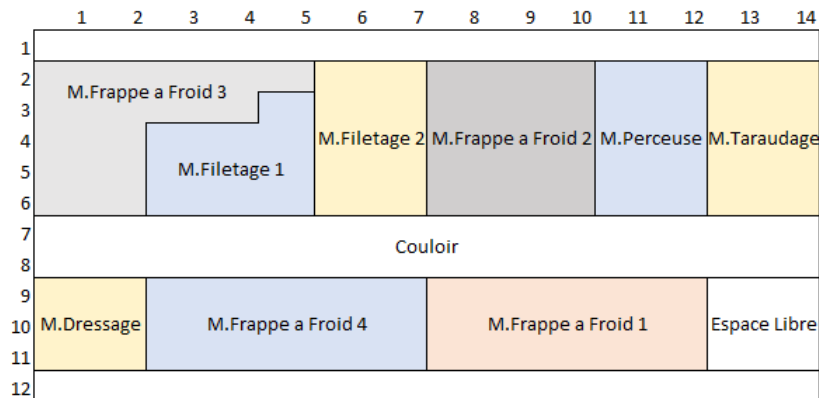 1 2 3 4 5 6 7 8 9 10 11 12 13 14
1
2
M.Frappe a Froid 3
3
4 M.Filetage 2 M.Frappe a Froid 2 M.Perceuse M.Taraudage
5 M.Filetage 1
6
7
Couloir
8
9
10 M.Dressage M.Frappe a Froid 4 M.Frappe a Froid 1 Espace Libre
11
12